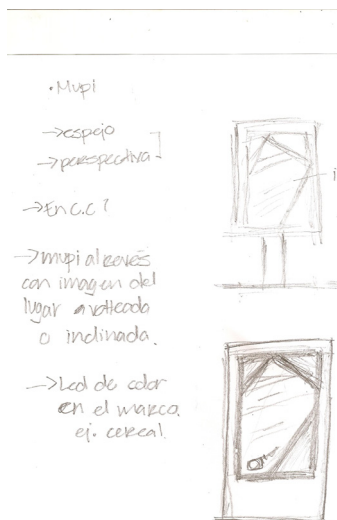 • Mupi
→ espejo
→ perspectiva
→ En C.C?
→ mupi al revés
con imagen del
lugar volteada
o inclinada.
→ Led de color
en el marco.
ej. cereal.